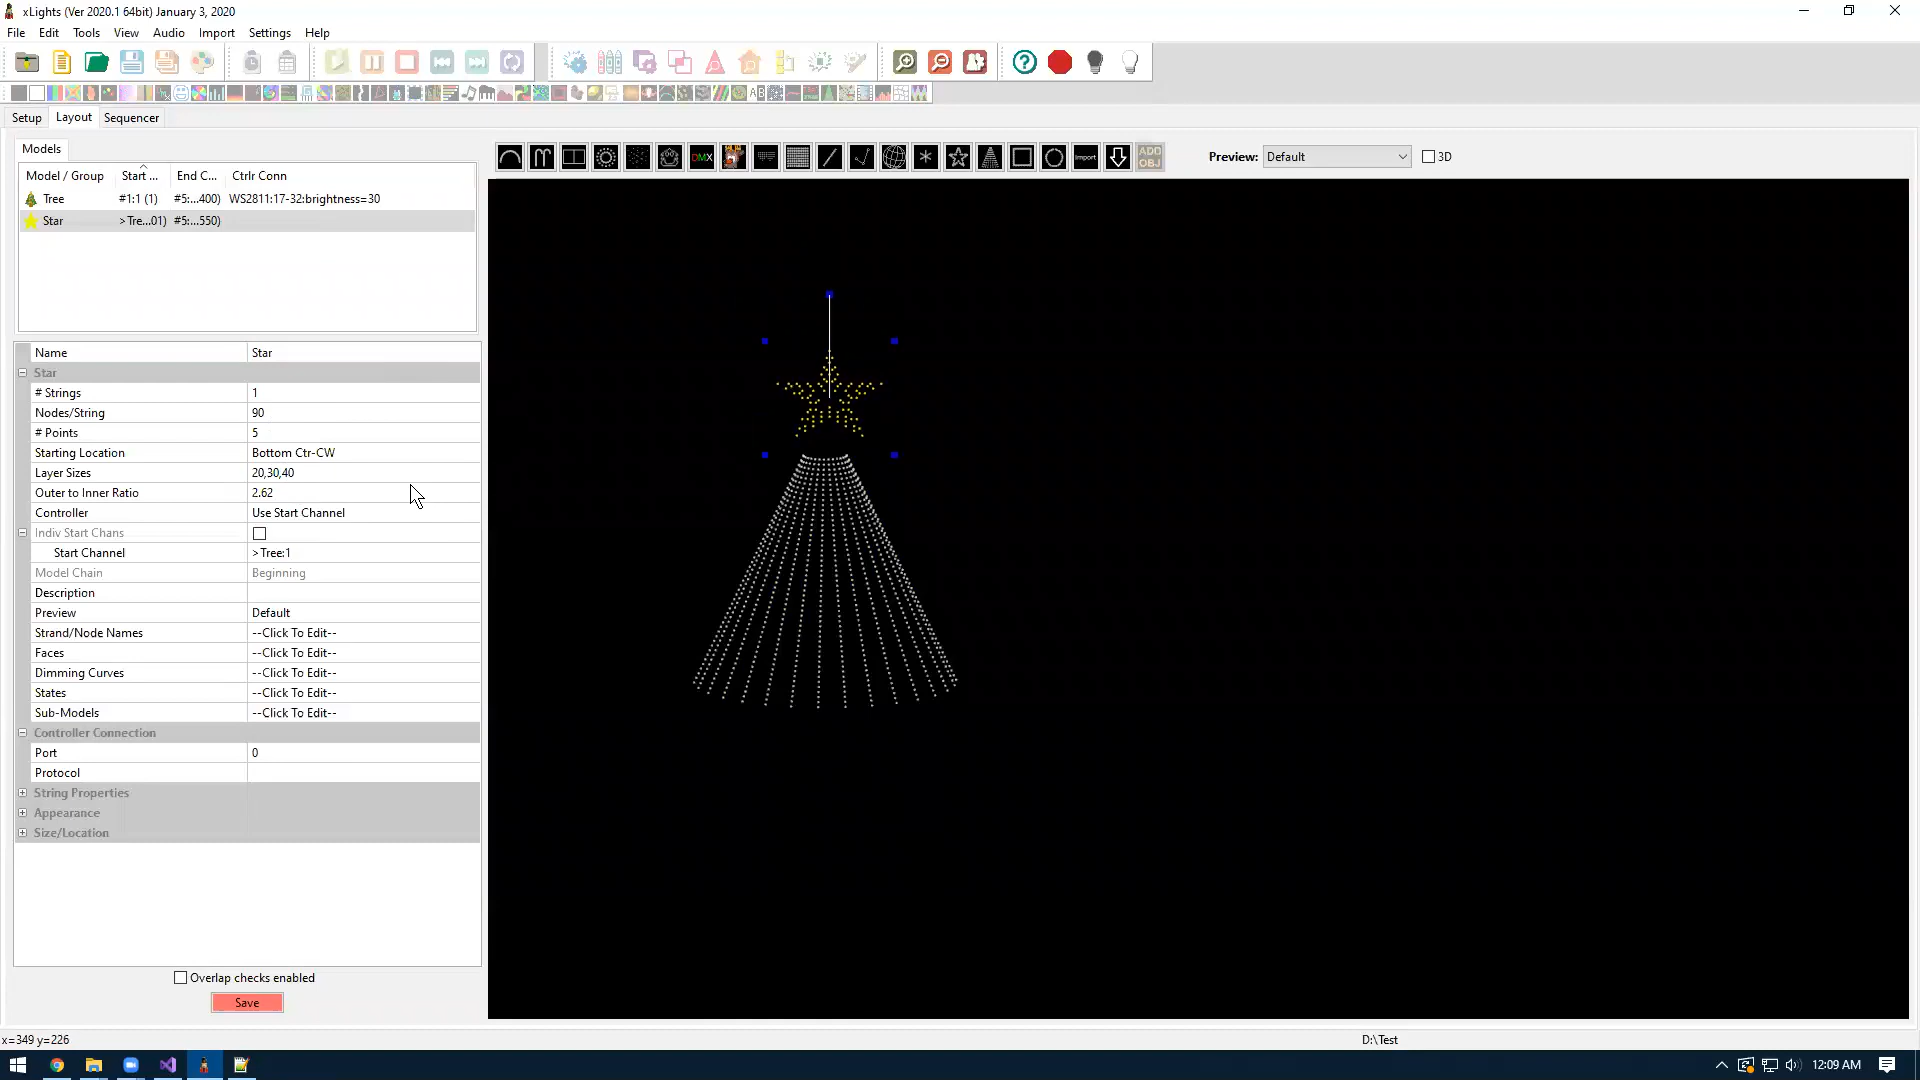 xLights (Ver 2020.1 64bit) January 3, 2020
File Edit Tools View Audio Import Settings Help
Setup Layout Sequencer
Models
DMX
Import
ADD OBJ
Preview: Default 3D
Model / Group Start ... End C... Ctrlr Conn
Tree #1:1 (1) #5:...400) WS2811:17-32:brightness=30
Star >Tre...01) #5:...550)
Name Star
Star
# Strings 1
Nodes/String 90
# Points 5
Starting Location Bottom Ctr-CW
Layer Sizes 20,30,40
Outer to Inner Ratio 2.62
Controller Use Start Channel
Indiv Start Chans
Start Channel >Tree:1
Model Chain Beginning
Description
Preview Default
Strand/Node Names --Click To Edit--
Faces --Click To Edit--
Dimming Curves --Click To Edit--
States --Click To Edit--
Sub-Models --Click To Edit--
Controller Connection
Port 0
Protocol
String Properties
Appearance
Size/Location
Overlap checks enabled
Save
x=349 y=226 D:\Test
12:09 AM